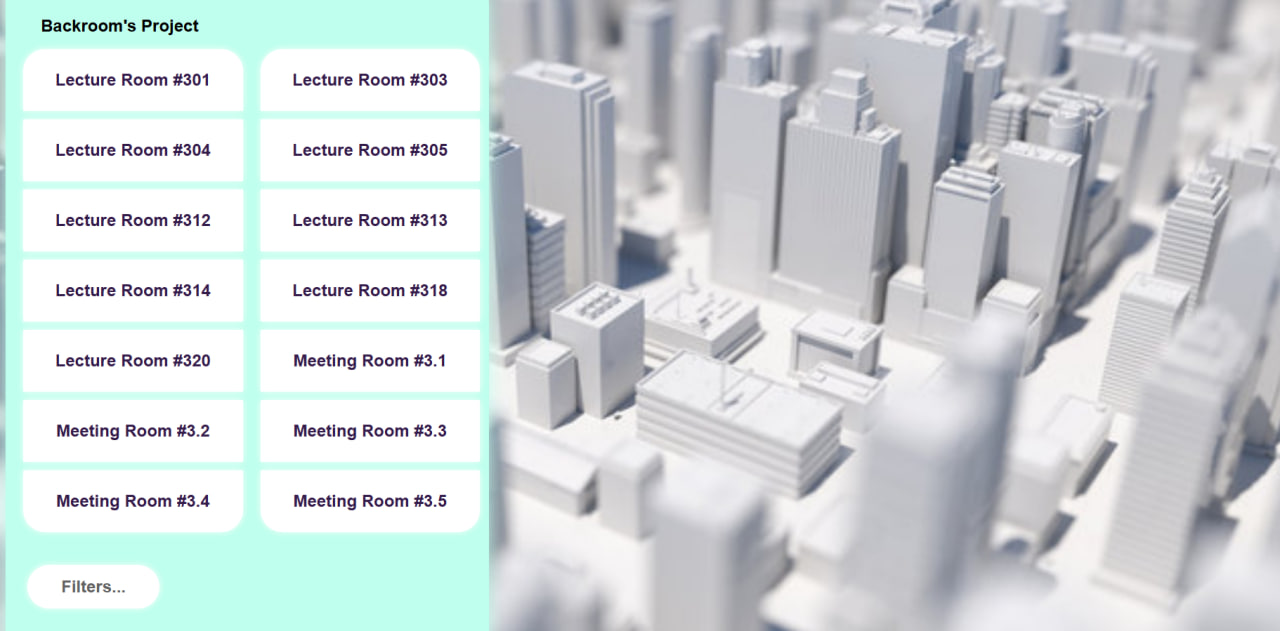 Backroom's Project
Lecture Room #301
Lecture Room #303
Lecture Room #304
Lecture Room #305
Lecture Room #312
Lecture Room #313
Lecture Room #314
Lecture Room #318
Lecture Room #320
Meeting Room #3.1
Meeting Room #3.2
Meeting Room #3.3
Meeting Room #3.4
Meeting Room #3.5
Filters...